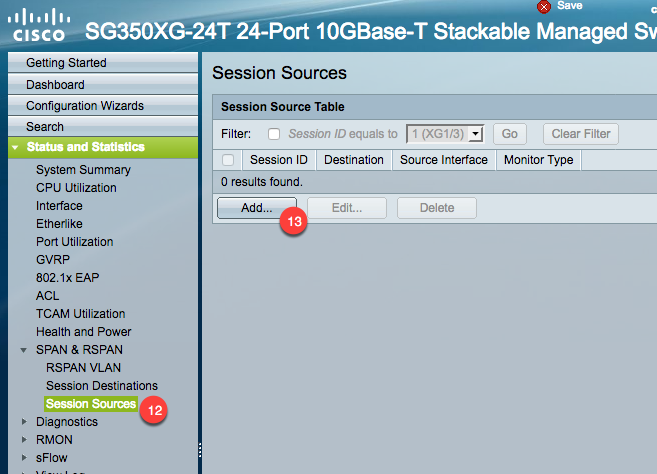 Save
CISCO SG350XG-24T 24-Port 10GBase-T Stackable Managed Sw
Getting Started
Dashboard
Configuration Wizards
Search
Status and Statistics
System Summary
CPU Utilization
Interface
Etherlike
Port Utilization
GVRP
802.1x EAP
ACL
TCAM Utilization
Health and Power
SPAN & RSPAN
RSPAN VLAN
Session Destinations
Session Sources 12
Diagnostics
RMON
sFlow
View Log
Session Sources
Session Source Table
Filter: Session ID equals to 1 (XG1/3) Go Clear Filter
Session ID Destination Source Interface Monitor Type
0 results found.
Add... 13 Edit... Delete